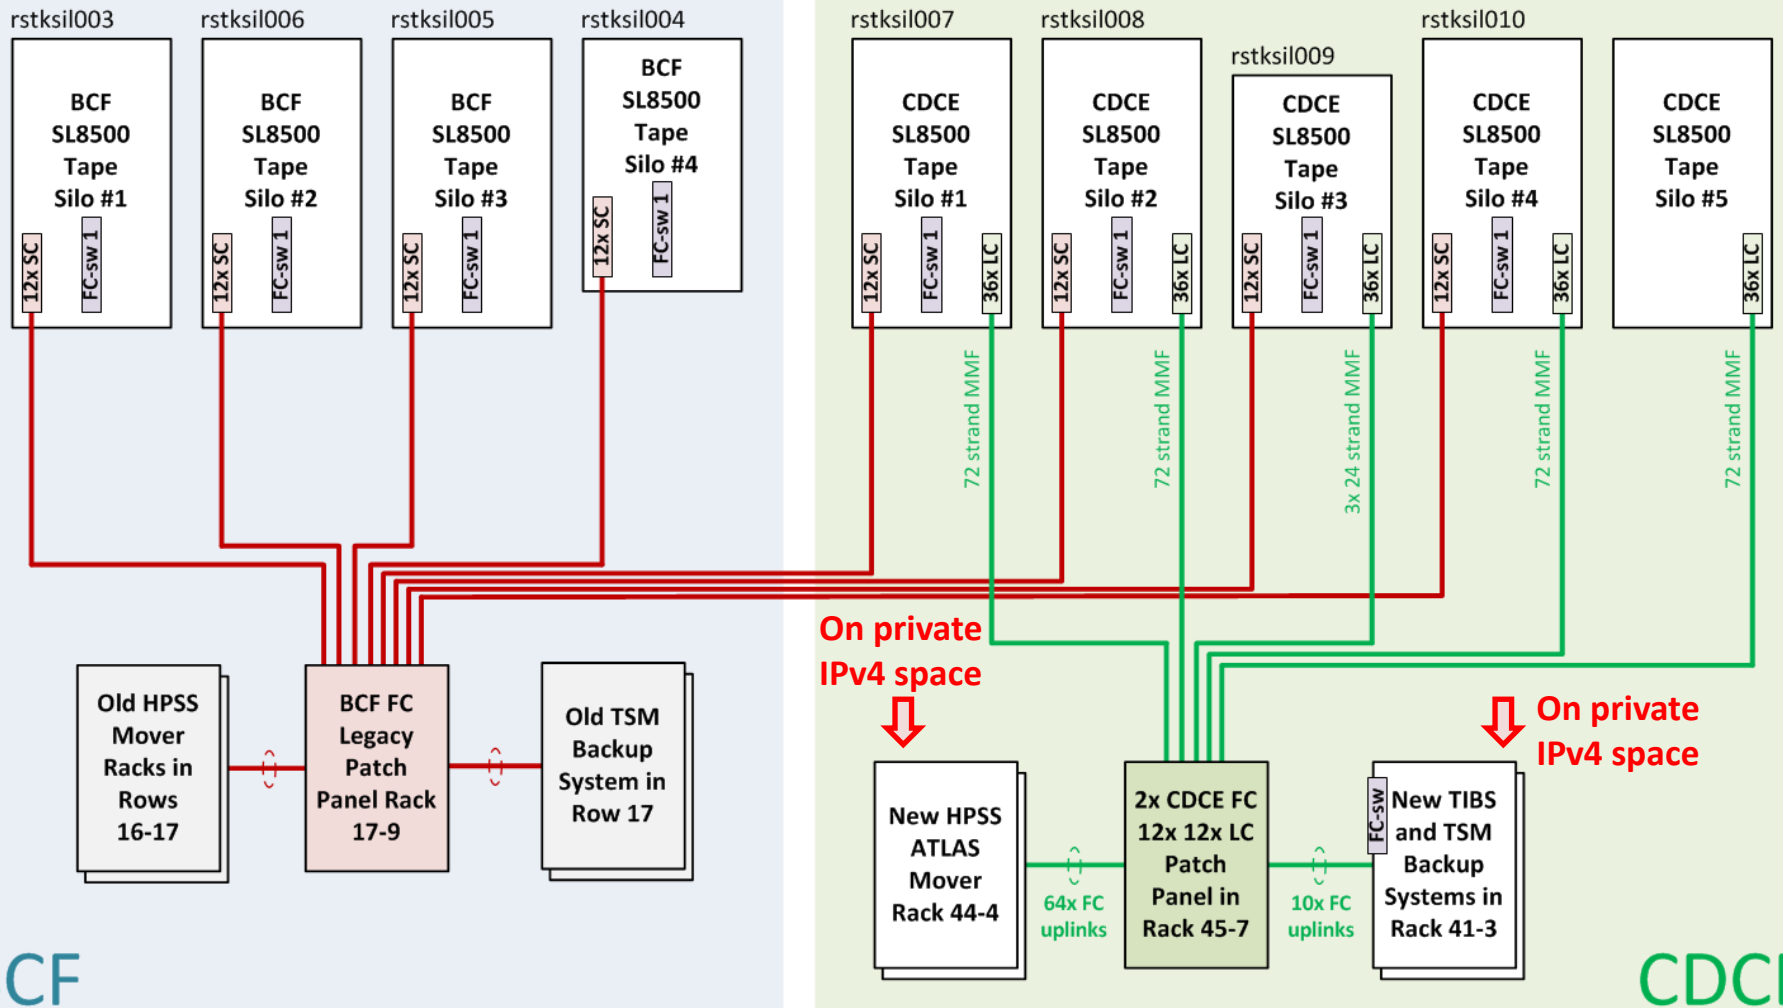 rstksil003
rstksil006
rstksil005
rstksil004
rstksil007
rstksil008
rstksil009
rstksil010
BCF
SL8500
Tape
Silo #1
12x SC
FC-sw 1
BCF
SL8500
Tape
Silo #2
12x SC
FC-sw 1
BCF
SL8500
Tape
Silo #3
12x SC
FC-sw 1
BCF
SL8500
Tape
Silo #4
12x SC
FC-sw 1
CDCE
SL8500
Tape
Silo #1
12x SC
FC-sw 1
36x LC
CDCE
SL8500
Tape
Silo #2
12x SC
FC-sw 1
36x LC
CDCE
SL8500
Tape
Silo #3
12x SC
FC-sw 1
36x LC
CDCE
SL8500
Tape
Silo #4
12x SC
FC-sw 1
36x LC
CDCE
SL8500
Tape
Silo #5
36x LC
72 strand MMF
72 strand MMF
3x 24 strand MMF
72 strand MMF
72 strand MMF
On private
IPv4 space
On private
IPv4 space
Old HPSS
Mover
Racks in
Rows
16-17
BCF FC
Legacy
Patch
Panel Rack
17-9
Old TSM
Backup
System in
Row 17
New HPSS
ATLAS
Mover
Rack 44-4
64x FC
uplinks
2x CDCE FC
12x 12x LC
Patch
Panel in
Rack 45-7
10x FC
uplinks
FC-sw
New TIBS
and TSM
Backup
Systems in
Rack 41-3
CF
CDCE